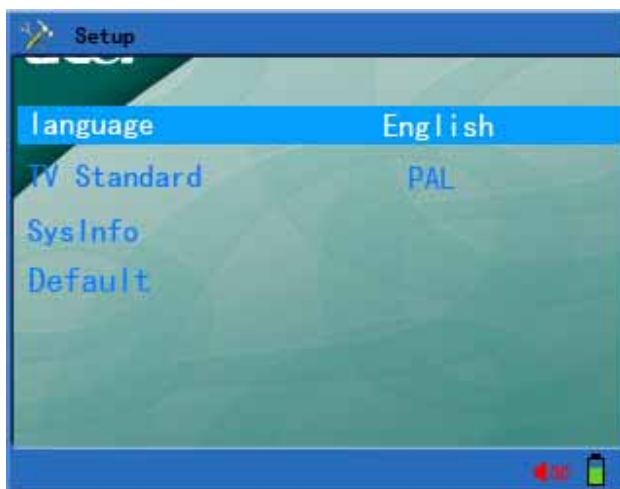 Setup
language English
TV Standard PAL
SysInfo
Default